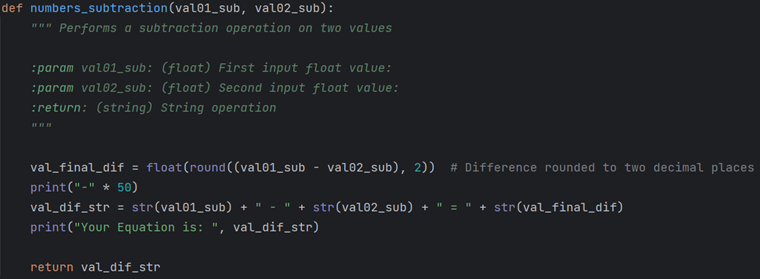 def numbers_subtraction(val01_sub, val02_sub):
    """ Performs a subtraction operation on two values

    :param val01_sub: (float) First input float value:
    :param val02_sub: (float) Second input float value:
    :return: (string) String operation
    """

    val_final_dif = float(round((val01_sub - val02_sub), 2))  # Difference rounded to two decimal places
    print("-" * 50)
    val_dif_str = str(val01_sub) + " - " + str(val02_sub) + " = " + str(val_final_dif)
    print("Your Equation is: ", val_dif_str)

    return val_dif_str